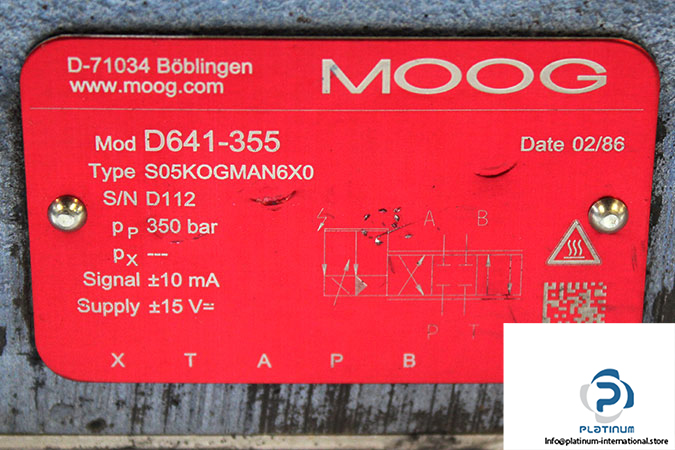 D-71034 Böblingen
www.moog.com
MOOG
Mod D641-355
Date 02/86
Type S05KOGMAN6X0
S/N D112
pP 350 bar
pX ---
Signal ±10 mA
Supply ±15 V⎓
A B
P T
X T A P B
PLATINUM
info@platinum-international.store